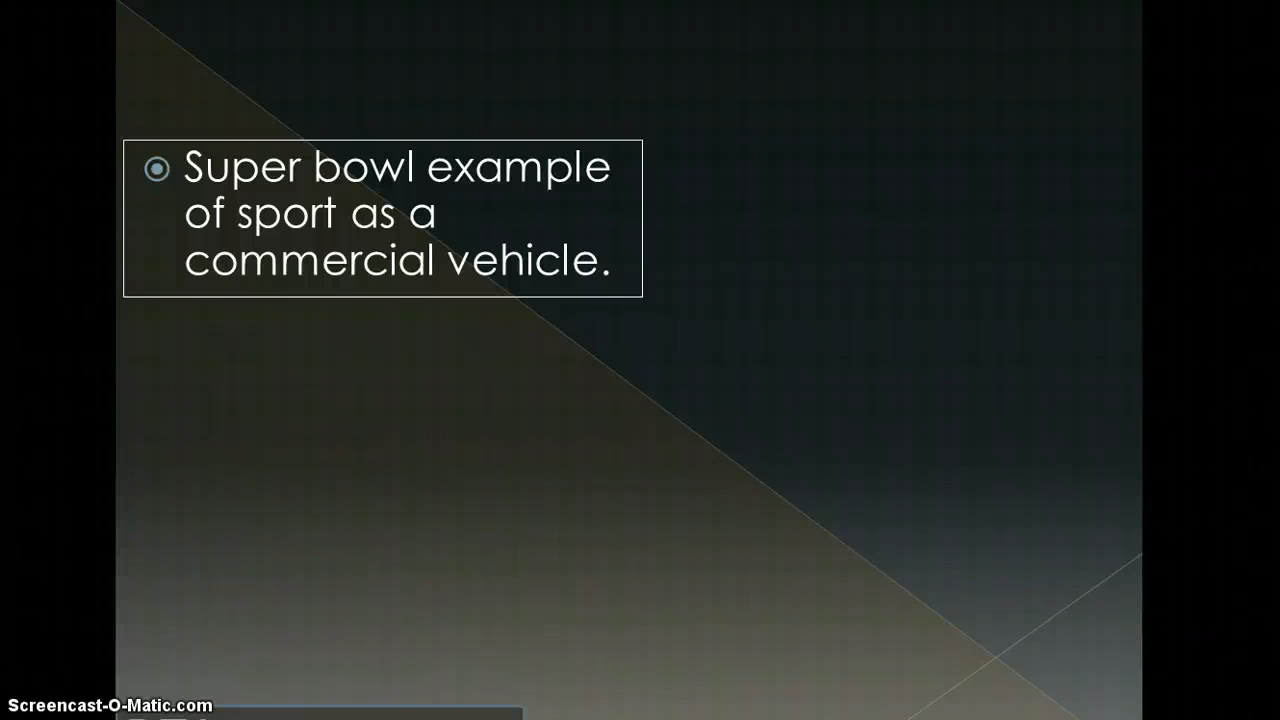 Super bowl example
of sport as a
commercial vehicle.
Screencast-O-Matic.com